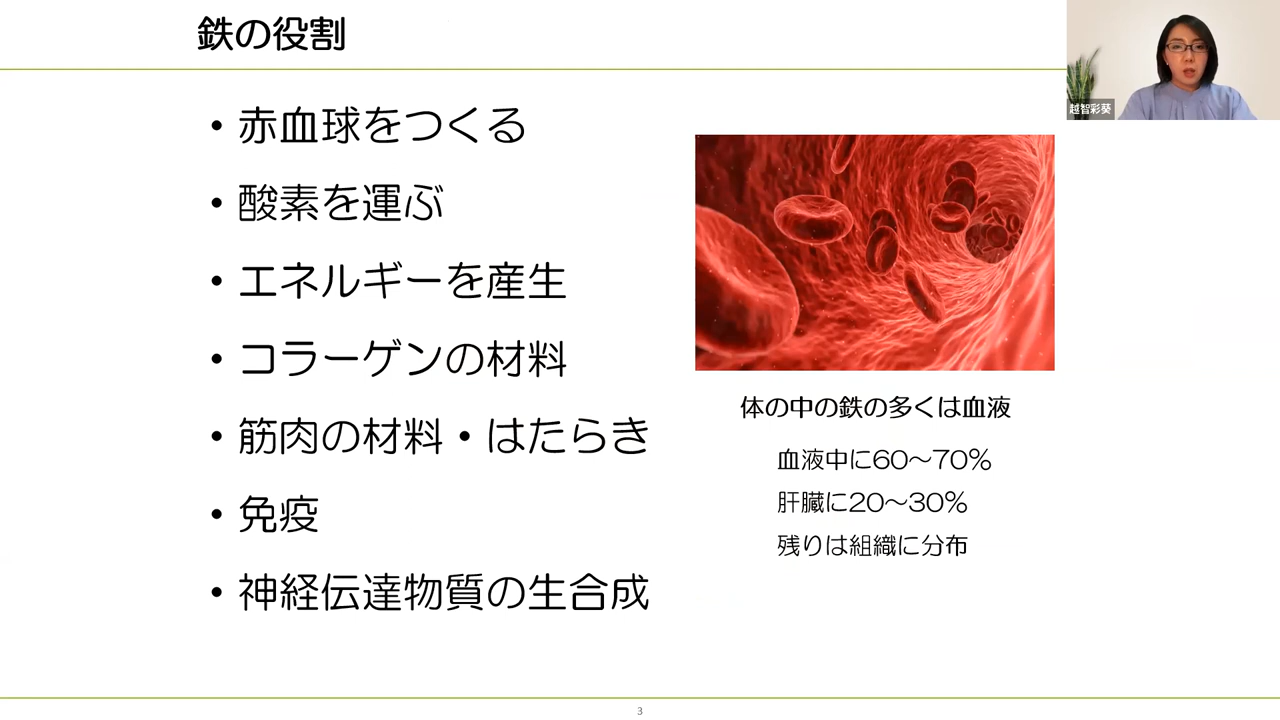 鉄の役割
越智彩葵
・赤血球をつくる
・酸素を運ぶ
・エネルギーを産生
・コラーゲンの材料
・筋肉の材料・はたらき
・免疫
・神経伝達物質の生合成
体の中の鉄の多くは血液
血液中に60～70％
肝臓に20～30％
残りは組織に分布
3